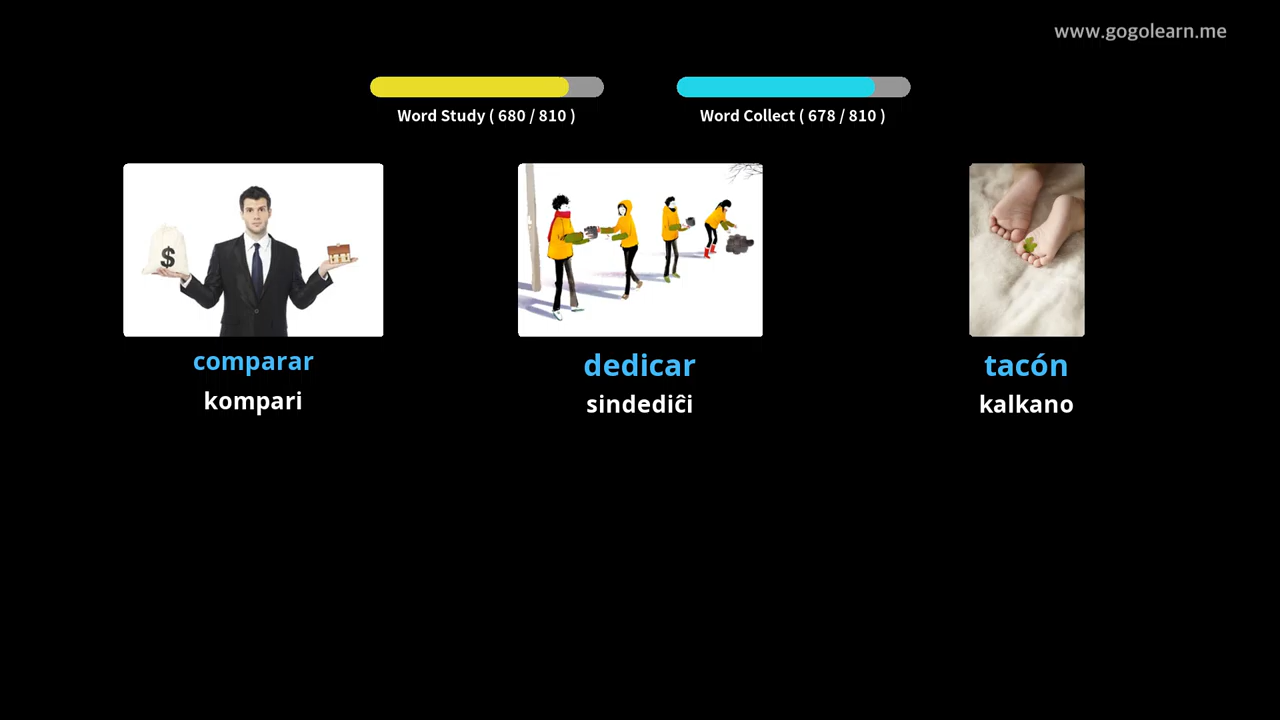 www.gogolearn.me
Word Study ( 680 / 810 )
Word Collect ( 678 / 810 )
$
comparar
kompari
dedicar
sindediĉi
tacón
kalkano